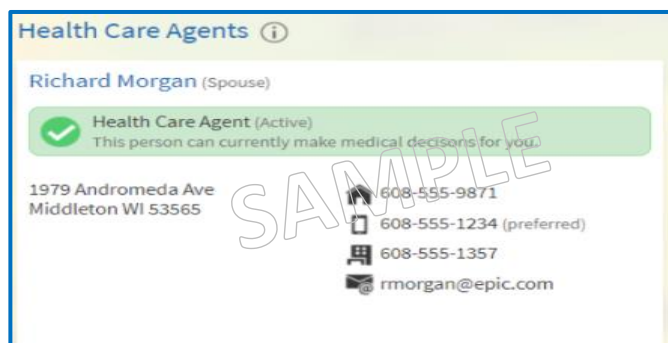 Health Care Agents
Richard Morgan (Spouse)
Health Care Agent (Active)
This person can currently make medical decisons for you.
1979 Andromeda Ave
Middleton WI 53565
608-555-9871
608-555-1234 (preferred)
608-555-1357
rmorgan@epic.com
SAMPLE